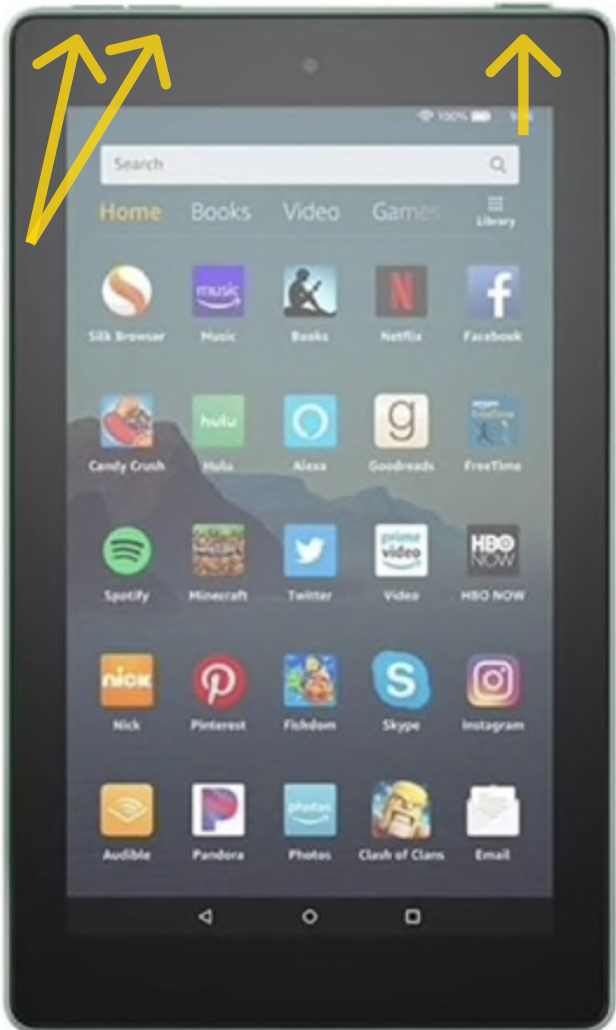 100%
Search
Home Books Video Games Library
music
Silk Browser Music Books Netflix Facebook
hulu
Candy Crush Hulu Alexa Goodreads FreeTime
prime video HBO NOW
Spotify Minecraft Twitter Video HBO NOW
nick
Nick Pinterest Fishdom Skype Instagram
photos
Audible Pandora Photos Clash of Clans Email